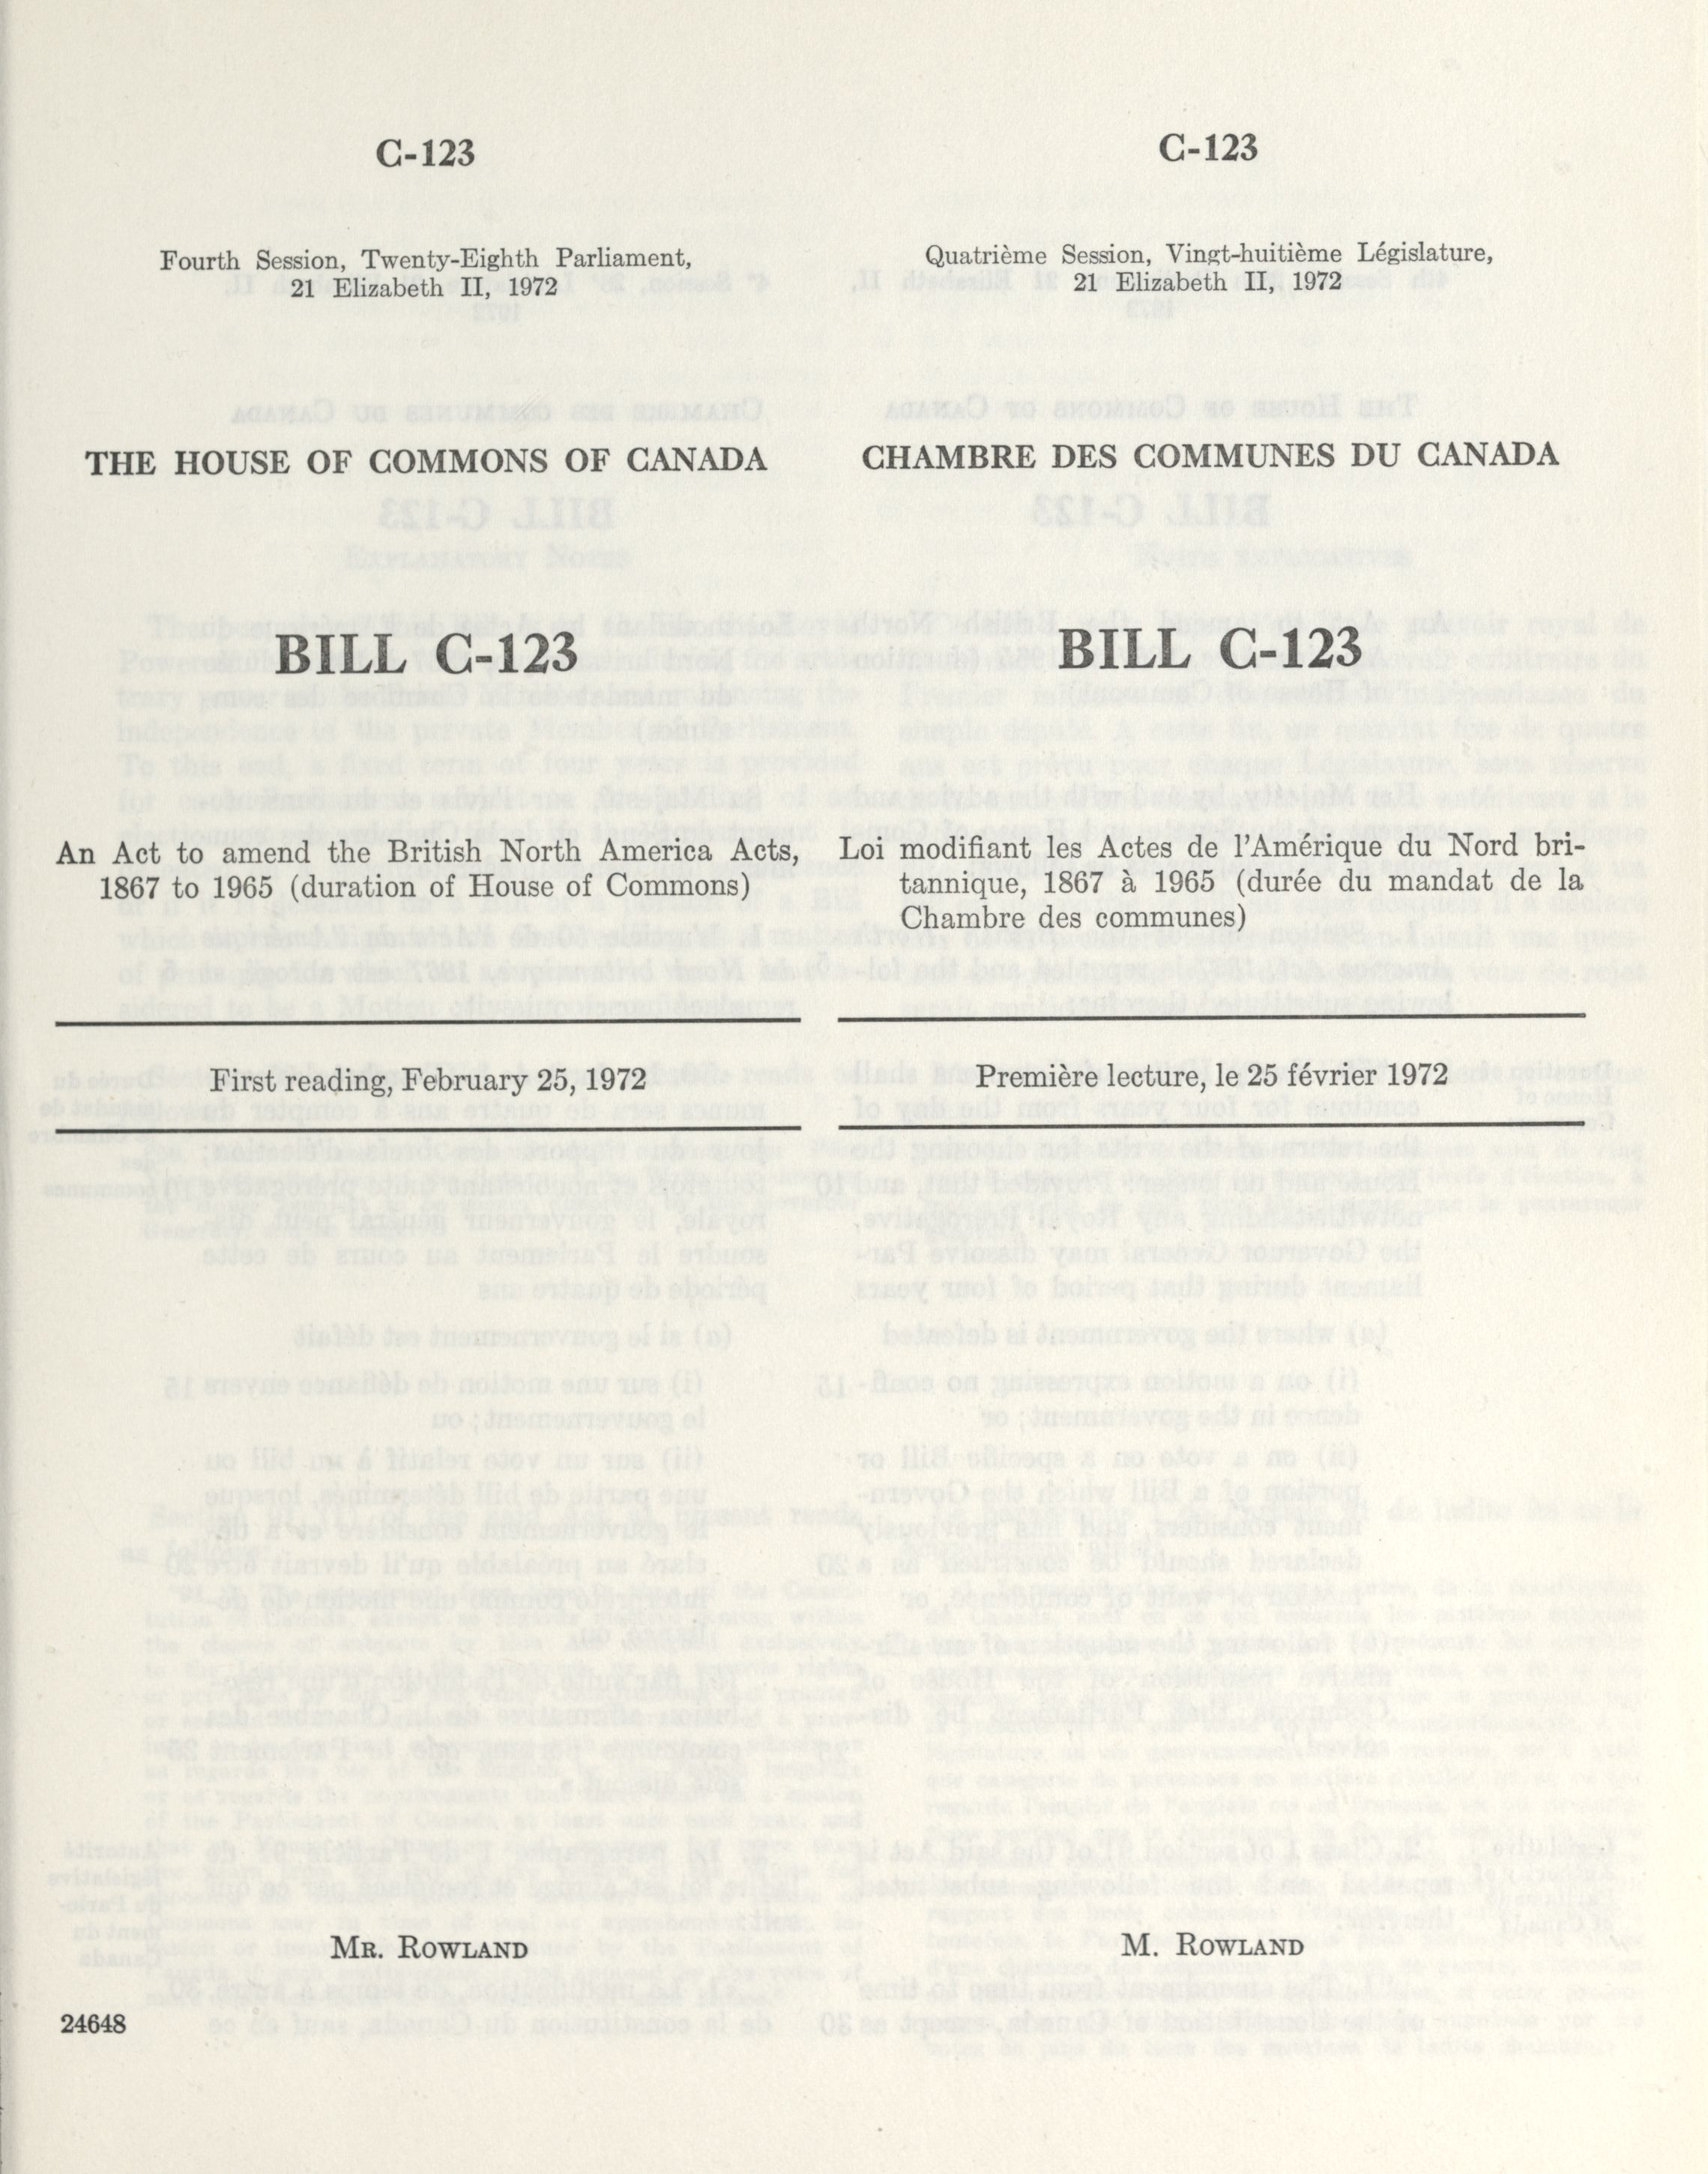 C-123
Fourth Session, Twenty-Eighth Parliament,
21 Elizabeth II, 1972
THE HOUSE OF COMMONS OF CANADA
BILL C-123
An Act to amend the British North America Acts,
1867 to 1965 (duration of House of Commons)
First reading, February 25, 1972
MR. ROWLAND
24648
C-123
Quatrième Session, Vingt-huitième Législature,
21 Elizabeth II, 1972
CHAMBRE DES COMMUNES DU CANADA
BILL C-123
Loi modifiant les Actes de l'Amérique du Nord bri-
tannique, 1867 à 1965 (durée du mandat de la
Chambre des communes)
Première lecture, le 25 février 1972
M. ROWLAND